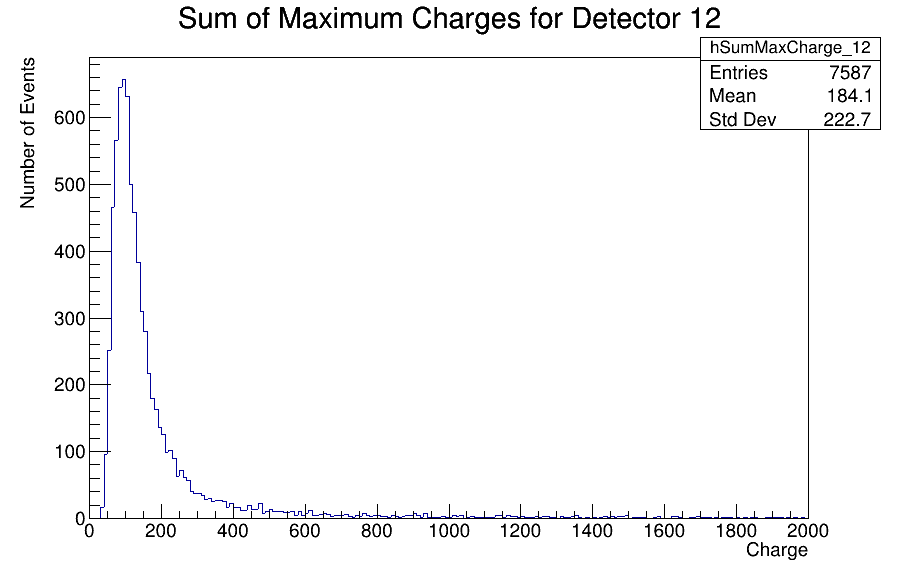 Sum of Maximum Charges for Detector 12
hSumMaxCharge_12
Entries 7587
Mean 184.1
Std Dev 222.7
Number of Events
600
500
400
300
200
100
0
0 200 400 600 800 1000 1200 1400 1600 1800 2000
Charge